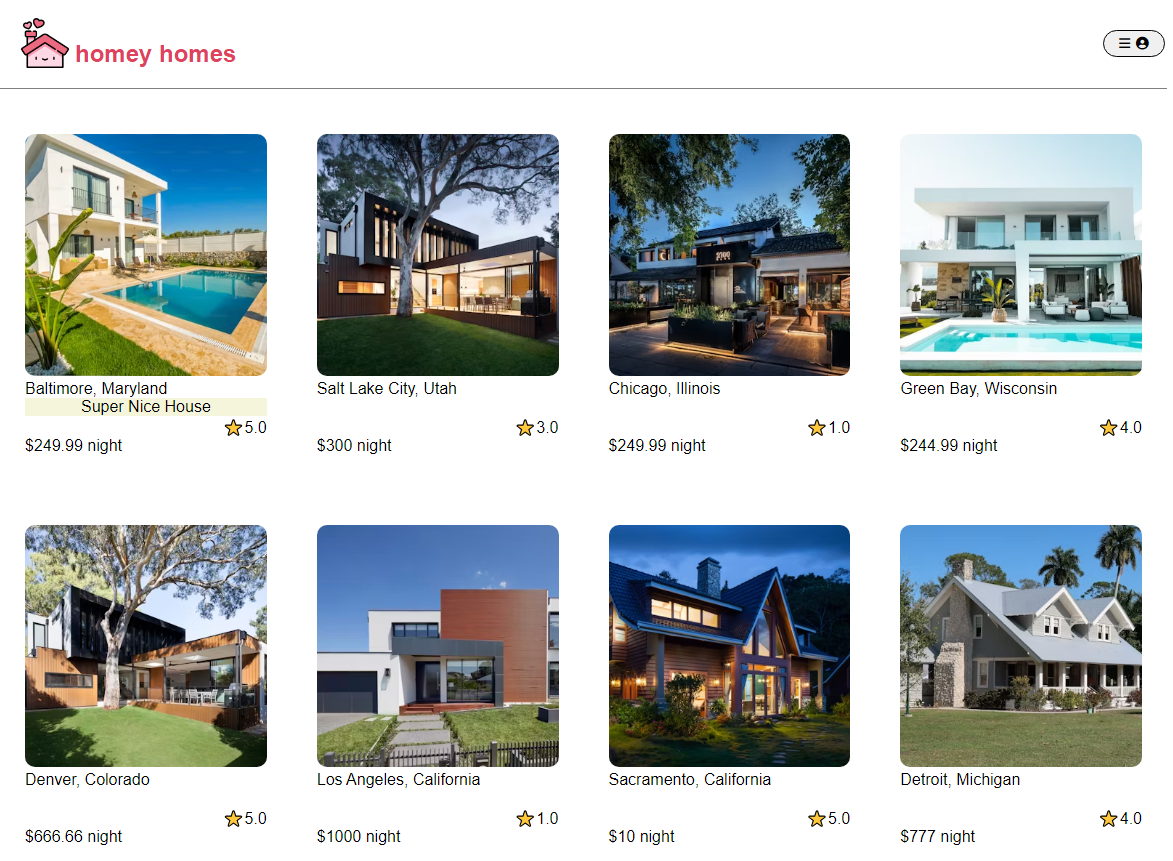 homey homes
Baltimore, Maryland
Super Nice House
5.0
$249.99 night
Salt Lake City, Utah
3.0
$300 night
Chicago, Illinois
1.0
$249.99 night
Green Bay, Wisconsin
4.0
$244.99 night
Denver, Colorado
5.0
$666.66 night
Los Angeles, California
1.0
$1000 night
Sacramento, California
5.0
$10 night
Detroit, Michigan
4.0
$777 night